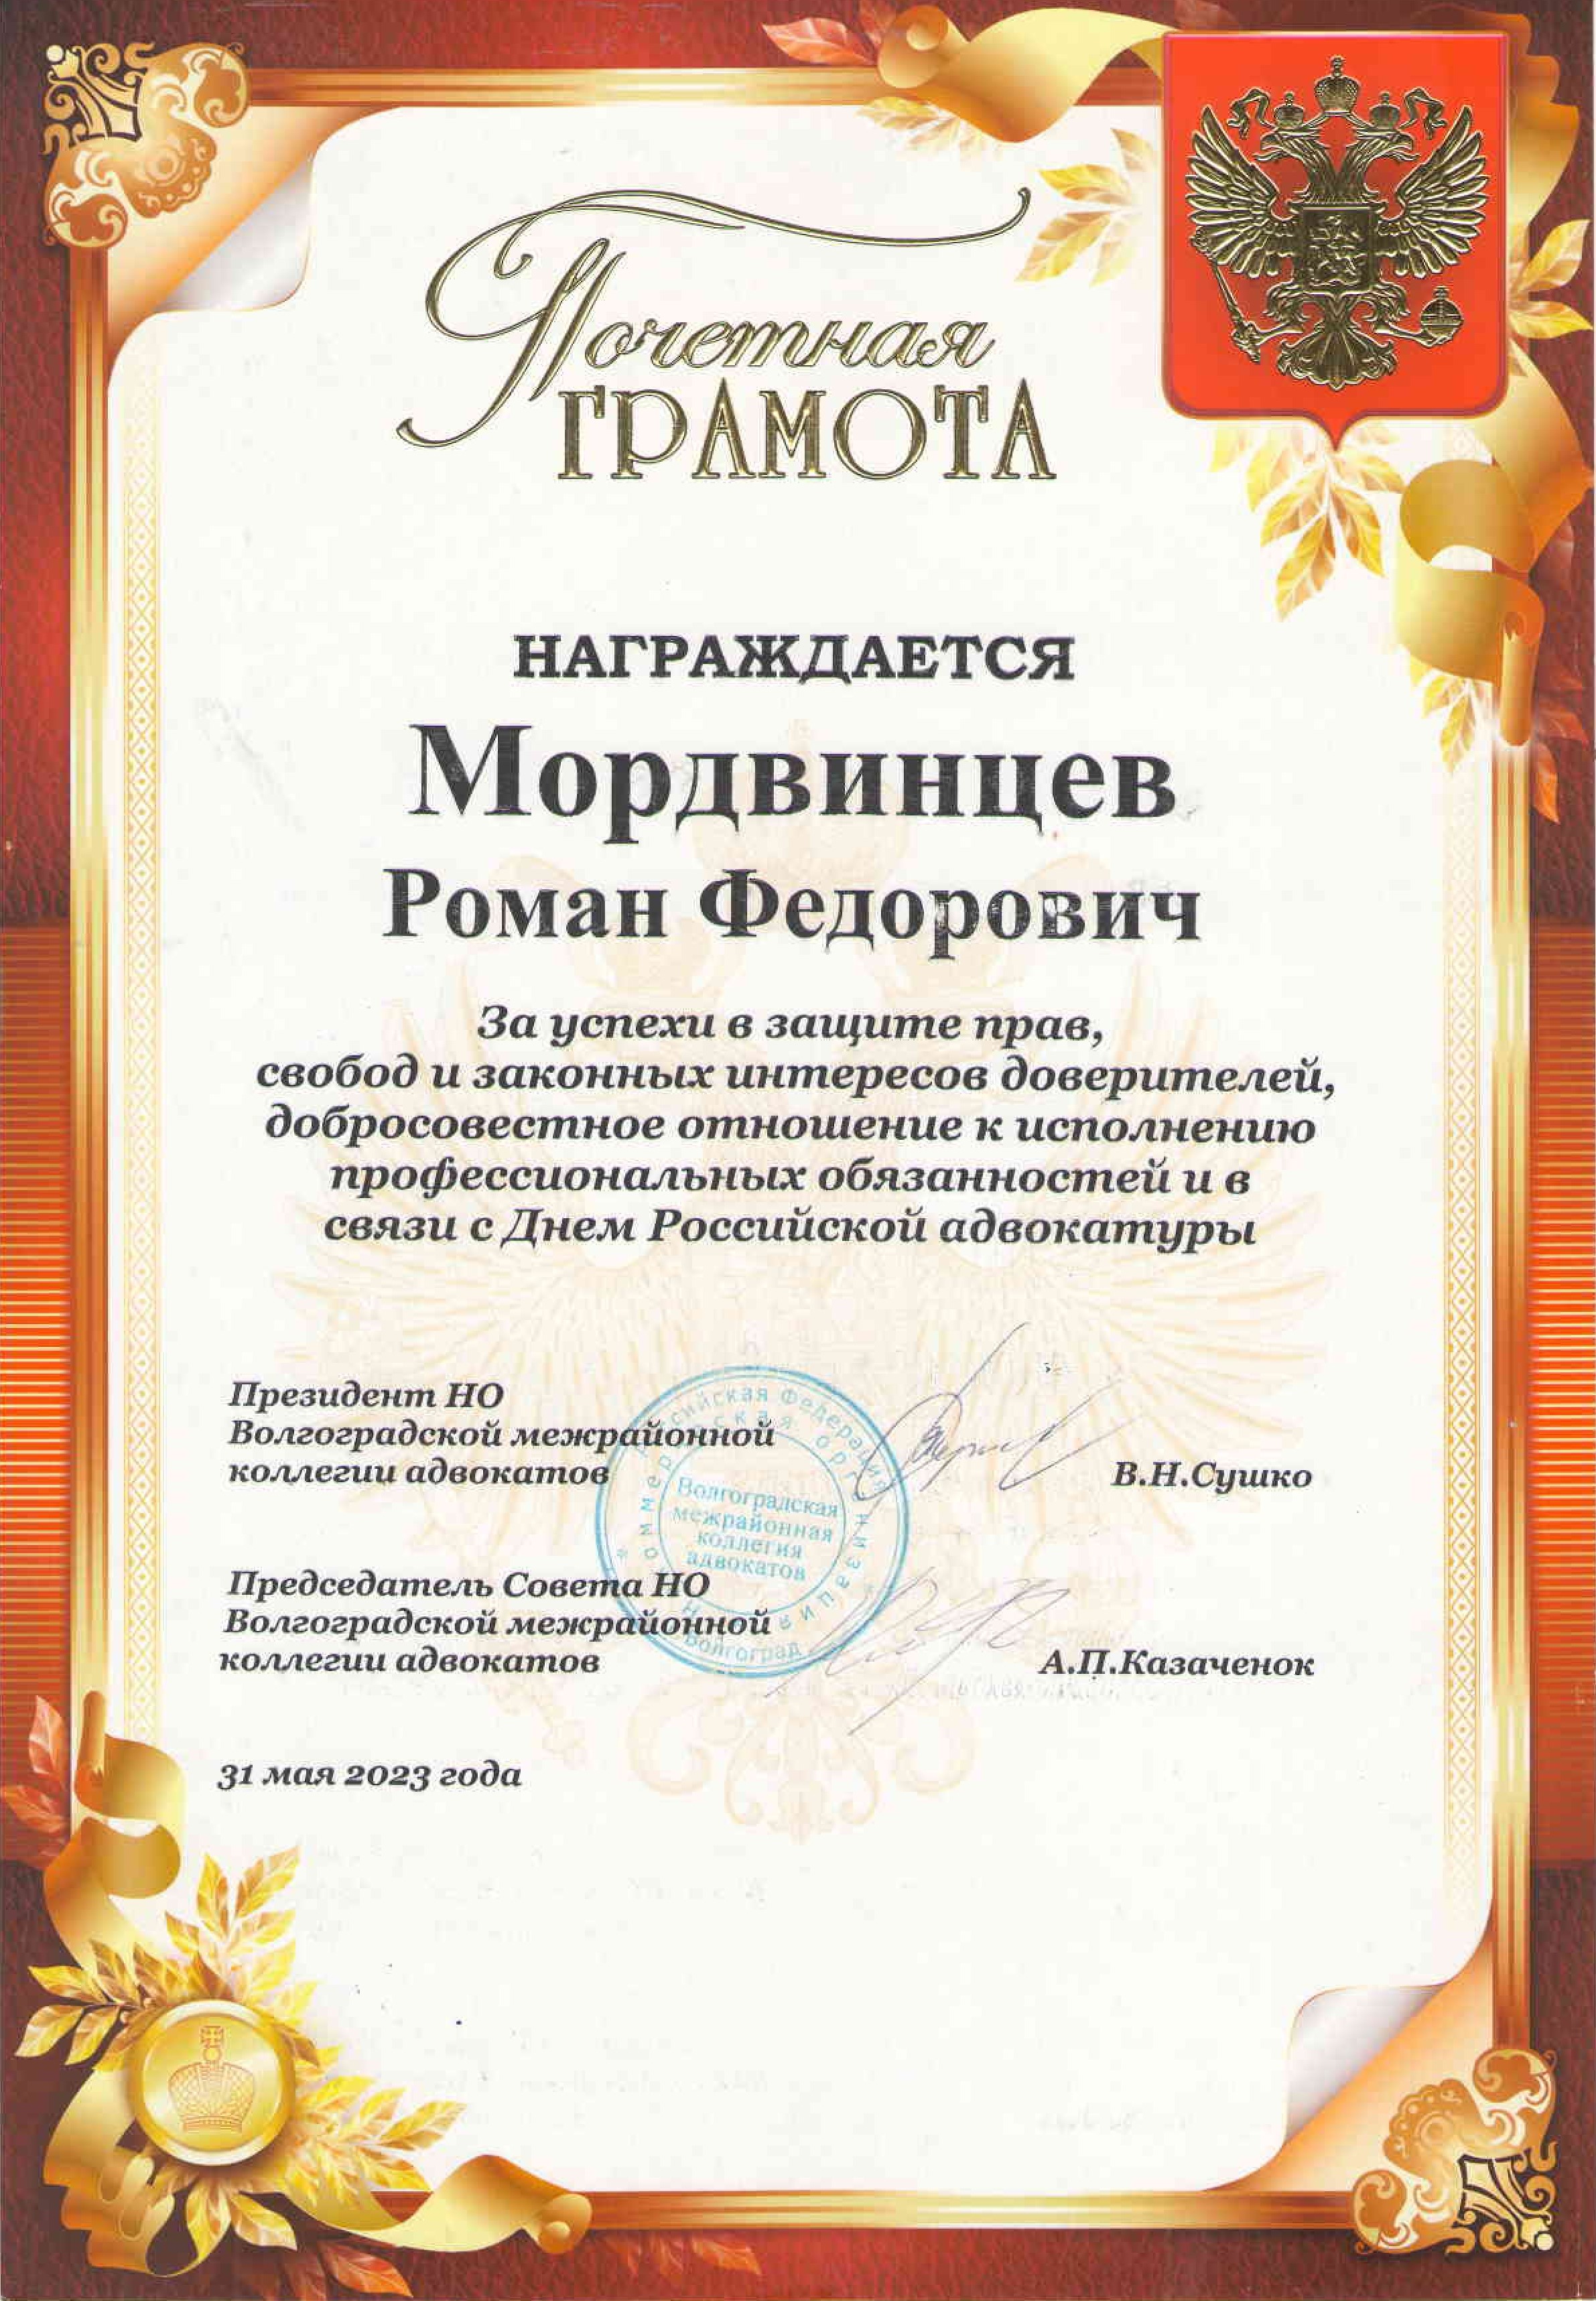 Почетная
ГРАМОТА
НАГРАЖДАЕТСЯ
Мордвинцев
Роман Федорович
За успехи в защите прав,
свобод и законных интересов доверителей,
добросовестное отношение к исполнению
профессиональных обязанностей и в
связи с Днем Российской адвокатуры
Президент НО
Волгоградской межрайонной
коллегии адвокатов
В.Н.Сушко
Российская Федерация
Некоммерческая организация
Волгоградская
межрайонная
коллегия
адвокатов
Волгоград
Председатель Совета НО
Волгоградской межрайонной
коллегии адвокатов
А.П.Казаченок
31 мая 2023 года